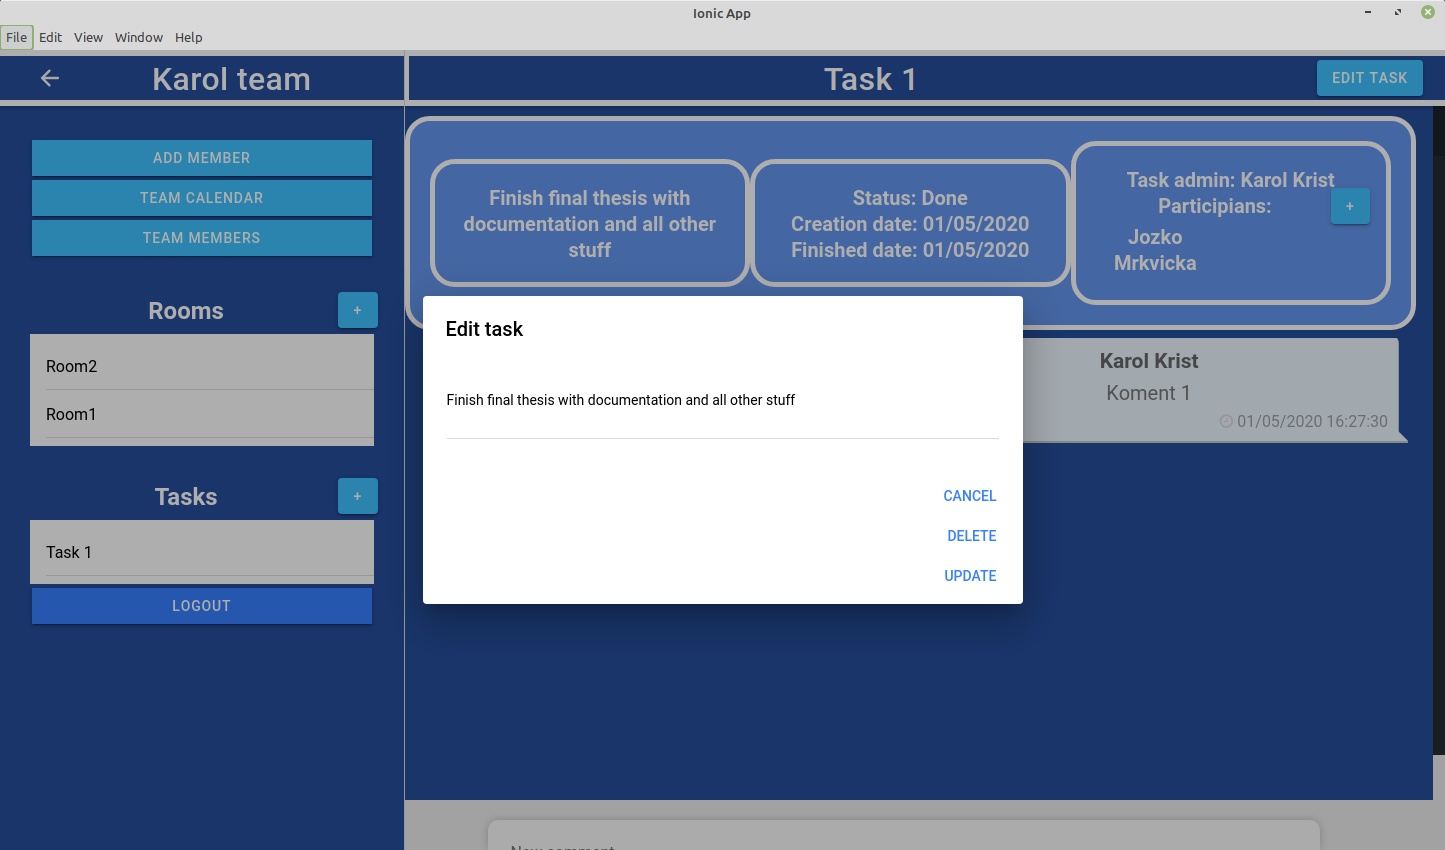 Ionic App
File Edit View Window Help
Karol team
Task 1
EDIT TASK
ADD MEMBER
TEAM CALENDAR
TEAM MEMBERS
Rooms
+
Room2
Room1
Tasks
+
Task 1
LOGOUT
Finish final thesis with
documentation and all other
stuff
Status: Done
Creation date: 01/05/2020
Finished date: 01/05/2020
Task admin: Karol Krist
Participians:
+
Jozko
Mrkvicka
Karol Krist
Koment 1
01/05/2020 16:27:30
Edit task
Finish final thesis with documentation and all other stuff
CANCEL
DELETE
UPDATE
New comment